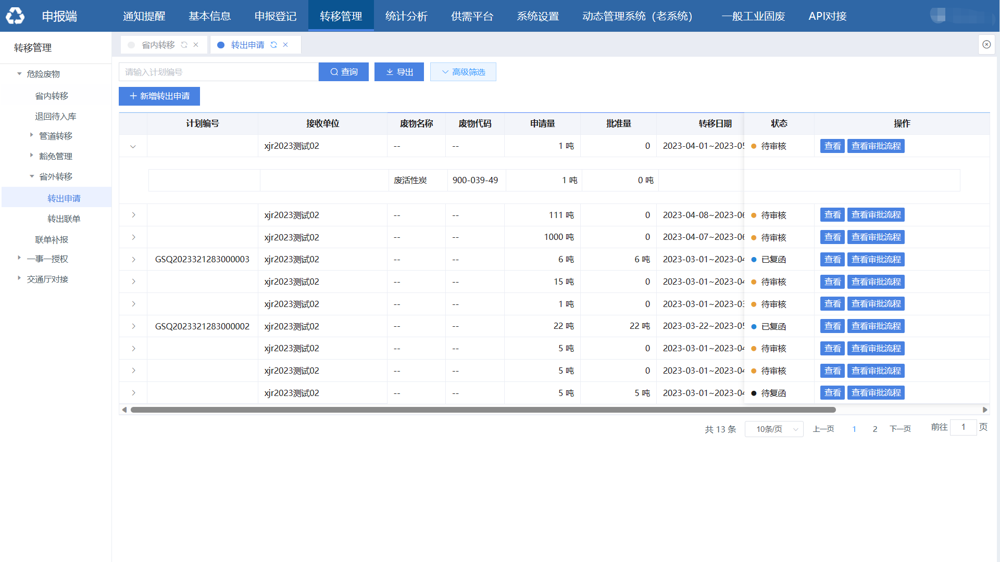 申报端 通知提醒 基本信息 申报登记 转移管理 统计分析 供需平台 系统设置 动态管理系统（老系统） 一般工业固废 API对接
转移管理
省内转移 转出申请
危险废物
省内转移
退回待入库
管道转移
豁免管理
省外转移
转出申请
转出联单
联单补报
一事一授权
交通厅对接
请输入计划编号 查询 导出 高级筛选
新增转出申请
计划编号 接收单位 废物名称 废物代码 申请量 批准量 转移日期 状态 操作
xjr2023测试02 -- -- 1 吨 0 2023-04-01~2023-05 待审核 查看 查看审批流程
废活性炭 900-039-49 1 吨 0 吨
xjr2023测试02 -- -- 111 吨 0 2023-04-08~2023-06 待审核 查看 查看审批流程
xjr2023测试02 -- -- 1000 吨 0 2023-04-07~2023-06 待审核 查看 查看审批流程
GSQ2023321283000003 xjr2023测试02 -- -- 6 吨 6 吨 2023-03-01~2023-04 已复函 查看 查看审批流程
xjr2023测试02 -- -- 15 吨 0 2023-03-01~2023-04 待审核 查看 查看审批流程
xjr2023测试02 -- -- 1 吨 0 2023-03-01~2023-03 待审核 查看 查看审批流程
GSQ2023321283000002 xjr2023测试02 -- -- 22 吨 22 吨 2023-03-22~2023-05 已复函 查看 查看审批流程
xjr2023测试02 -- -- 5 吨 0 2023-03-01~2023-04 待审核 查看 查看审批流程
xjr2023测试02 -- -- 5 吨 0 2023-03-01~2023-04 待审核 查看 查看审批流程
xjr2023测试02 -- -- 5 吨 5 吨 2023-03-01~2023-04 待复函 查看 查看审批流程
共 13 条 10条/页 上一页 1 2 下一页 前往 1 页